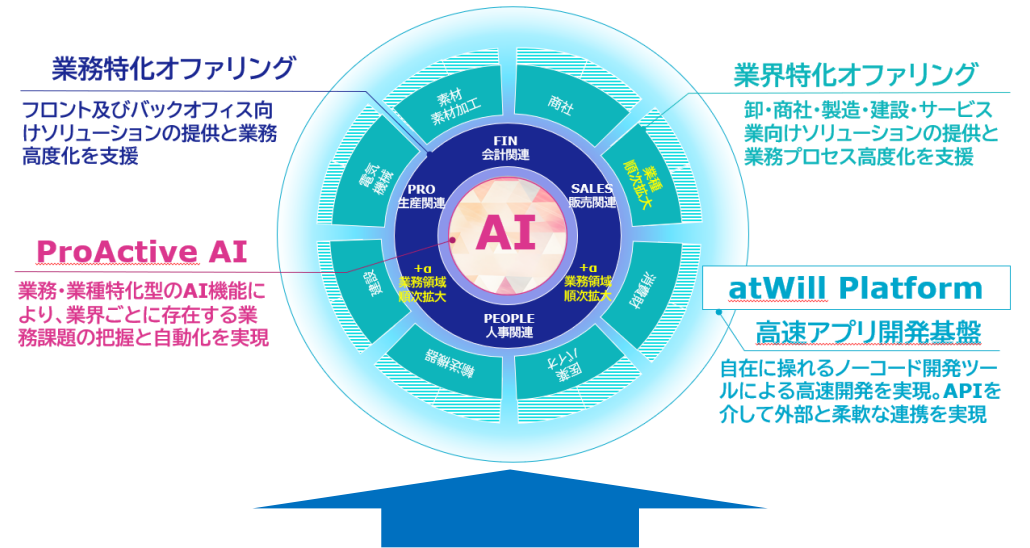 業務特化オファリング
フロント及びバックオフィス向
けソリューションの提供と業務
高度化を支援
ProActive AI
業務・業種特化型のAI機能に
より、業界ごとに存在する業
務課題の把握と自動化を実現
素材
素材加工
商社
電気
機械
業種
順次拡大
建設
消費財
輸送機器
医薬
バイオ
FIN
会計関連
PRO
生産関連
SALES
販売関連
AI
+α
業務領域
順次拡大
+α
業務領域
順次拡大
PEOPLE
人事関連
業界特化オファリング
卸・商社・製造・建設・サービス
業向けソリューションの提供と
業務プロセス高度化を支援
atWill Platform
高速アプリ開発基盤
自在に操れるノーコード開発ツー
ルによる高速開発を実現。APIを
介して外部と柔軟な連携を実現